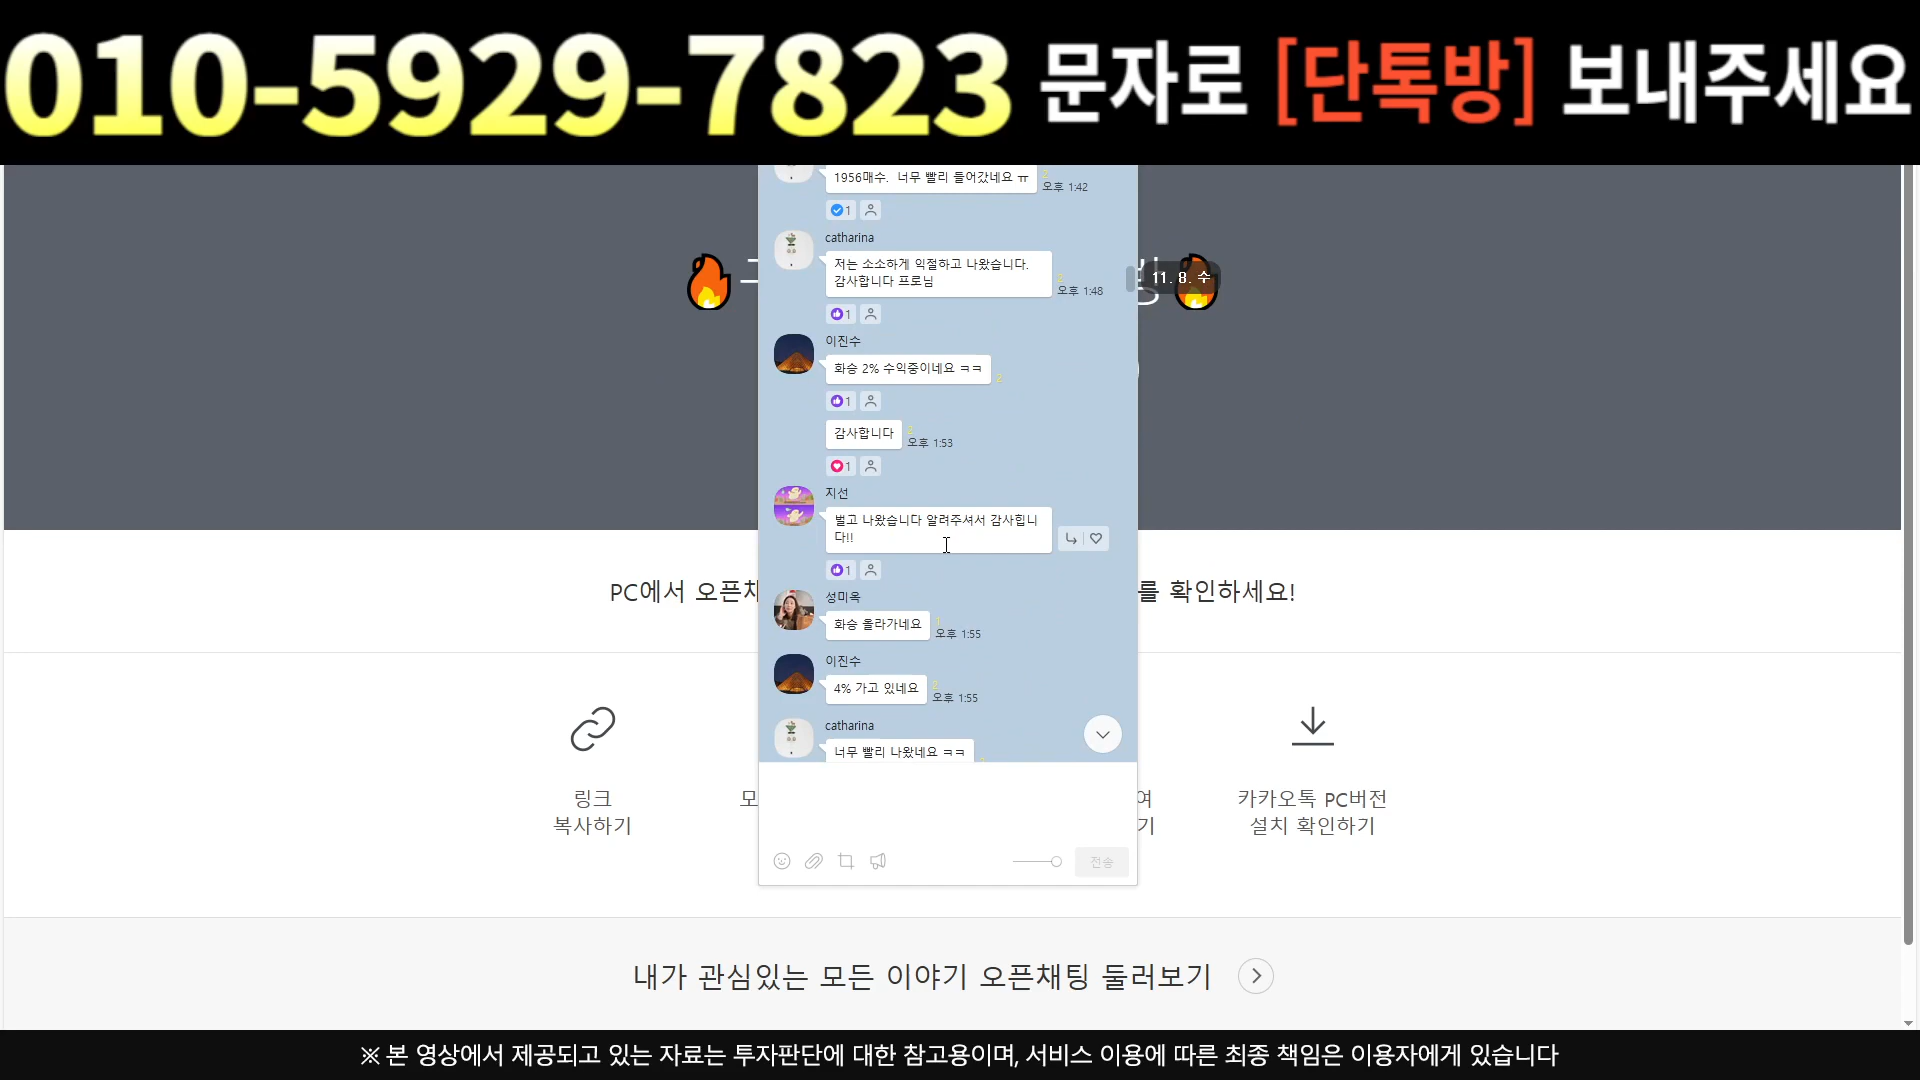 010-5929-7823 문자로 [단톡방] 보내주세요
1956매수. 너무 빨리 들어갔네요 ㅠ
2
오후 1:42
1
catharina
저는 소소하게 익절하고 나왔습니다.
감사합니다 프로님
2
오후 1:48
11. 8. 수
1
이진수
화승 2% 수익중이네요 ㅋㅋ
2
1
감사합니다
2
오후 1:53
1
지선
벌고 나왔습니다 알려주셔서 감사힙니
다!!
1
성미옥
화승 올라가네요
오후 1:55
이진수
4% 가고 있네요
2
오후 1:55
catharina
너무 빨리 나왔네요 ㅋㅋ
전송
PC에서 오픈채
를 확인하세요!
링크
복사하기
모
여
기
카카오톡 PC버전
설치 확인하기
내가 관심있는 모든 이야기 오픈채팅 둘러보기
※ 본 영상에서 제공되고 있는 자료는 투자판단에 대한 참고용이며, 서비스 이용에 따른 최종 책임은 이용자에게 있습니다